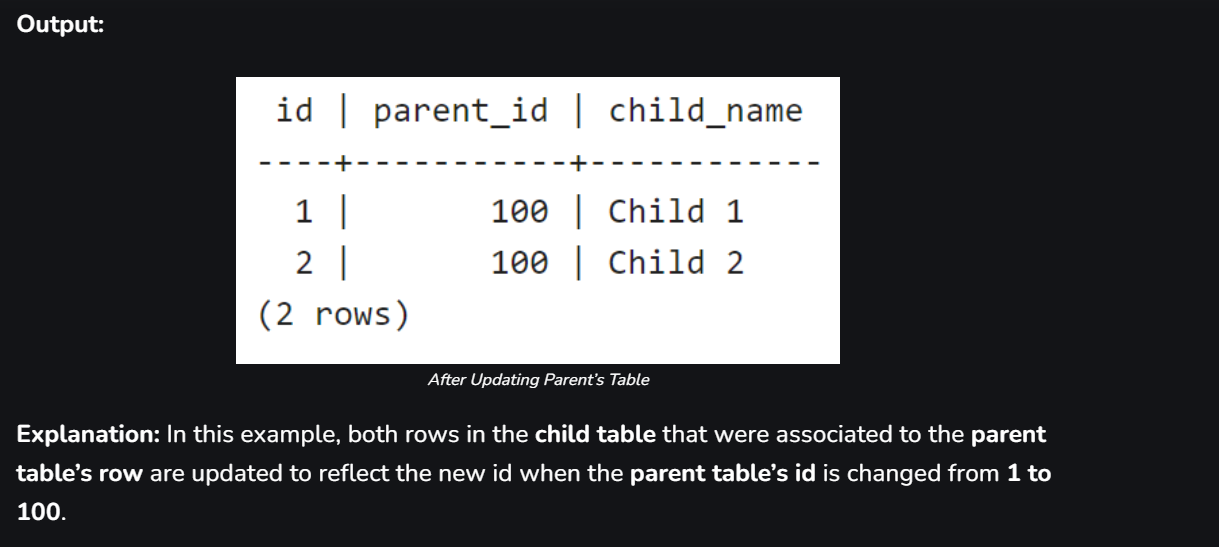 Output:
id | parent_id | child_name
----+-----------+------------
1 | 100 | Child 1
2 | 100 | Child 2
(2 rows)
After Updating Parent’s Table
Explanation: In this example, both rows in the child table that were associated to the parent
table’s row are updated to reflect the new id when the parent table’s id is changed from 1 to
100.